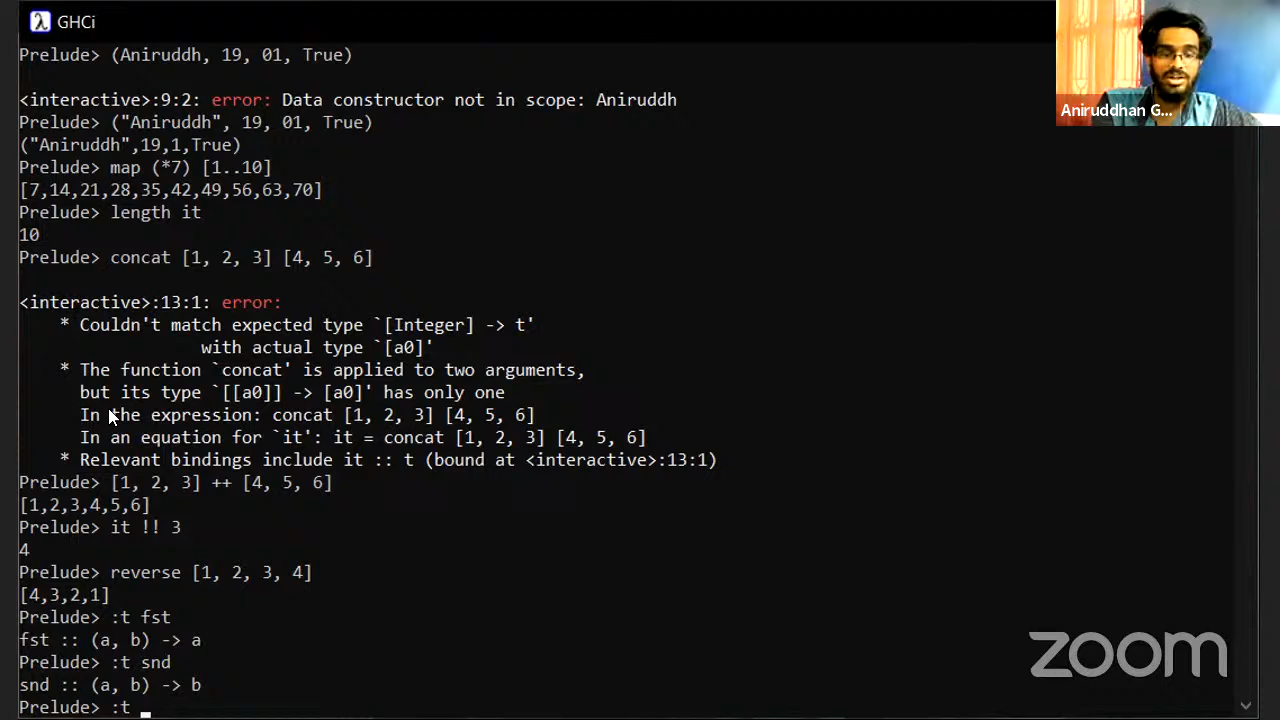 GHCi
Prelude> (Aniruddh, 19, 01, True)
<interactive>:9:2: error: Data constructor not in scope: Aniruddh
Prelude> ("Aniruddh", 19, 01, True)
("Aniruddh",19,1,True)
Prelude> map (*7) [1..10]
[7,14,21,28,35,42,49,56,63,70]
Prelude> length it
10
Prelude> concat [1, 2, 3] [4, 5, 6]
<interactive>:13:1: error:
* Couldn't match expected type `[Integer] -> t'
with actual type `[a0]'
* The function `concat' is applied to two arguments,
but its type `[[a0]] -> [a0]' has only one
In the expression: concat [1, 2, 3] [4, 5, 6]
In an equation for `it': it = concat [1, 2, 3] [4, 5, 6]
* Relevant bindings include it :: t (bound at <interactive>:13:1)
Prelude> [1, 2, 3] ++ [4, 5, 6]
[1,2,3,4,5,6]
Prelude> it !! 3
4
Prelude> reverse [1, 2, 3, 4]
[4,3,2,1]
Prelude> :t fst
fst :: (a, b) -> a
Prelude> :t snd
snd :: (a, b) -> b
Prelude> :t
Aniruddhan G...
zoom